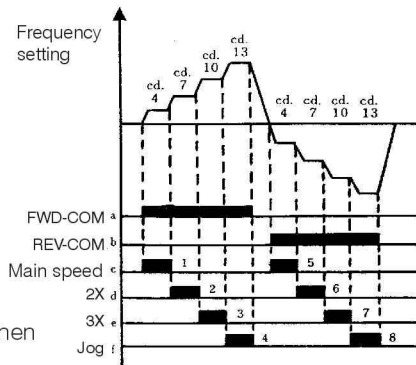 Frequency
setting
cd. 4
cd. 7
cd. 10
cd. 13
cd. 4
cd. 7
cd. 10
cd. 13
FWD-COM a
REV-COM b
Main speed c 1 5
2X d 2 6
3X e 3 7
nen
Jog f 4 8